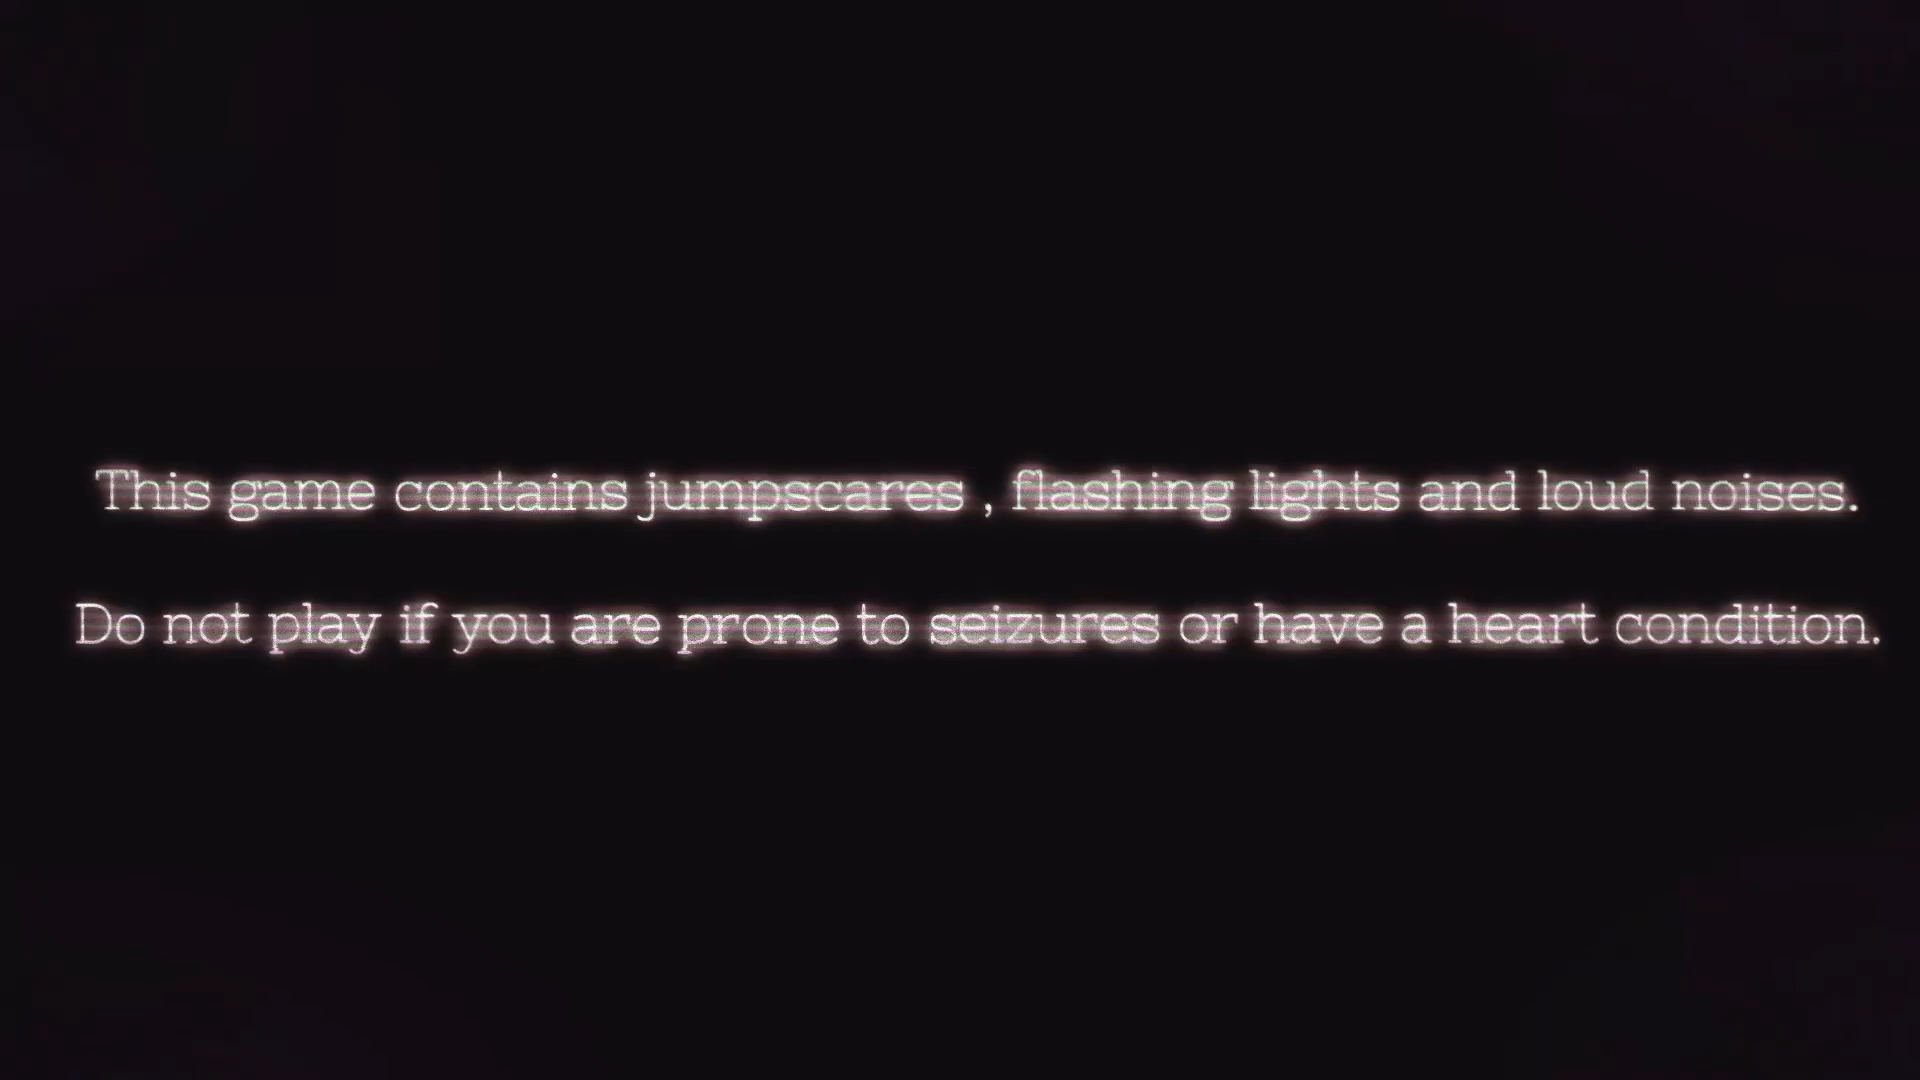 This game contains jumpscares , flashing lights and loud noises.
Do not play if you are prone to seizures or have a heart condition.